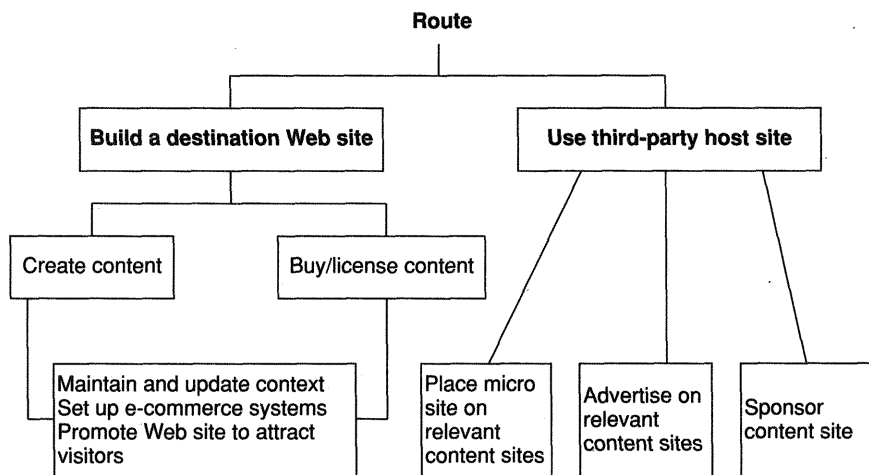 Route
Build a destination Web site
Use third-party host site
Create content
Buy/license content
Maintain and update context
Set up e-commerce systems
Promote Web site to attract
visitors
Place micro
site on
relevant
content sites
Advertise on
relevant
content sites
Sponsor
content site